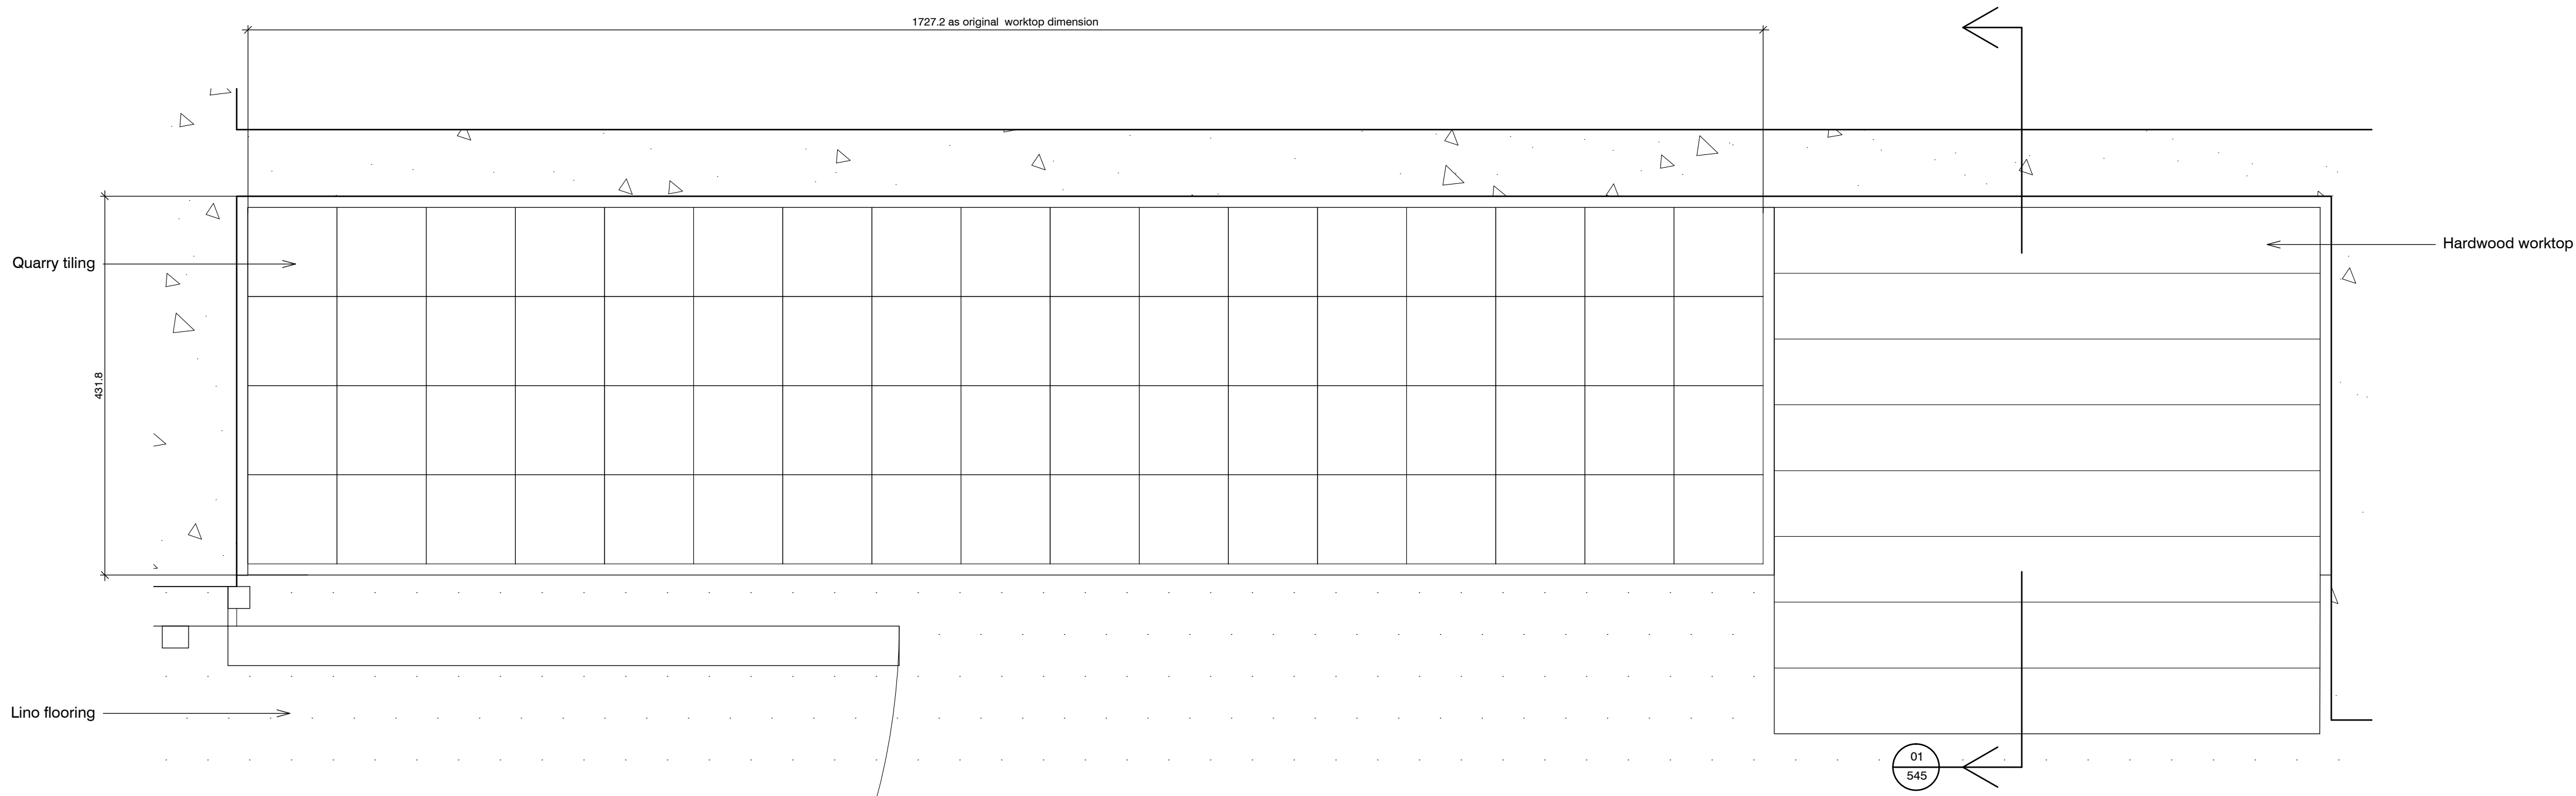 1727.2 as original worktop dimension
Hardwood worktop
Quarry tiling
431.8
Lino flooring
01
545